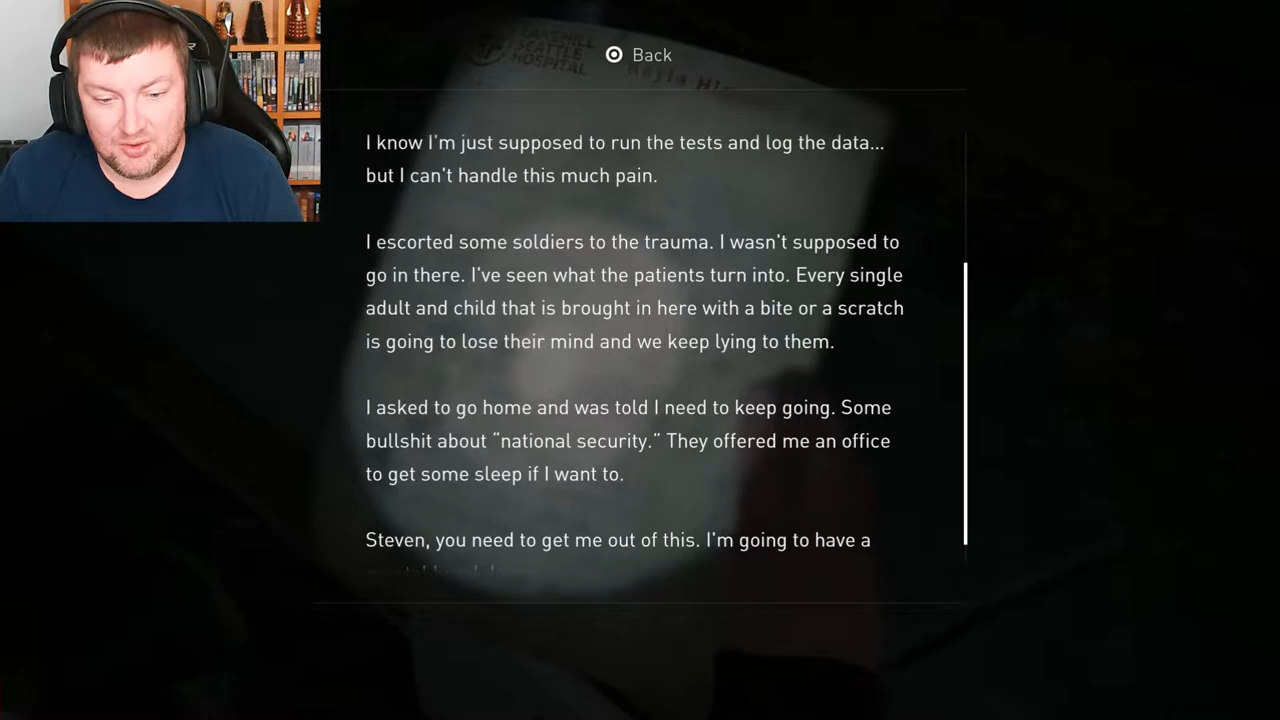 Back
SEATTLE
HOSPITAL
I know I'm just supposed to run the tests and log the data...
but I can't handle this much pain.
I escorted some soldiers to the trauma. I wasn't supposed to
go in there. I've seen what the patients turn into. Every single
adult and child that is brought in here with a bite or a scratch
is going to lose their mind and we keep lying to them.
I asked to go home and was told I need to keep going. Some
bullshit about “national security.” They offered me an office
to get some sleep if I want to.
Steven, you need to get me out of this. I'm going to have a